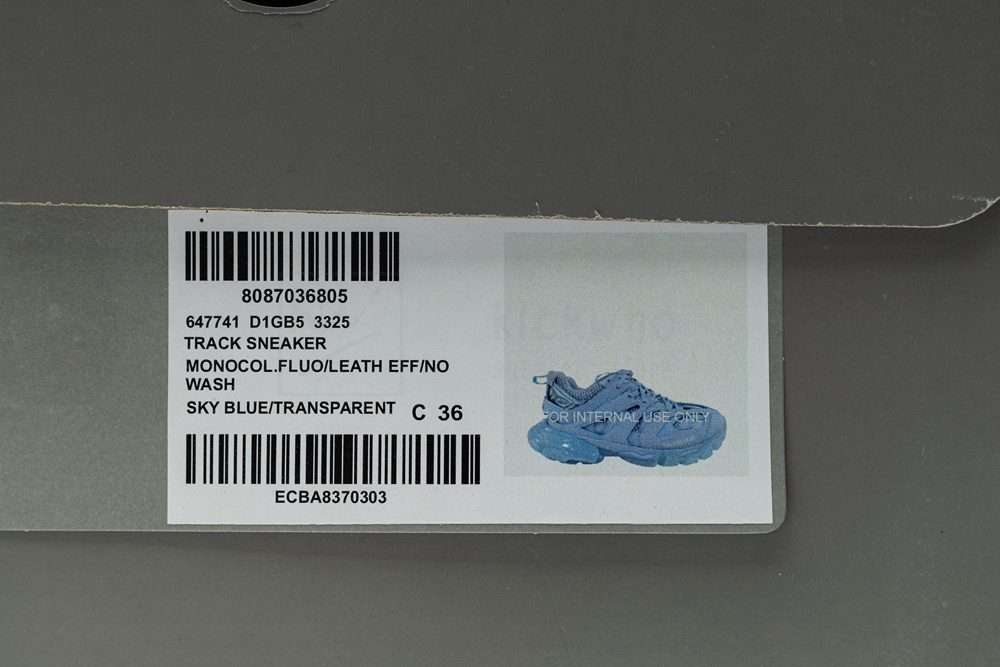 8087036805
647741 D1GB5 3325
TRACK SNEAKER
MONOCOL.FLUO/LEATH EFF/NO
WASH
SKY BLUE/TRANSPARENT C 36
ECBA8370303
FOR INTERNAL USE ONLY